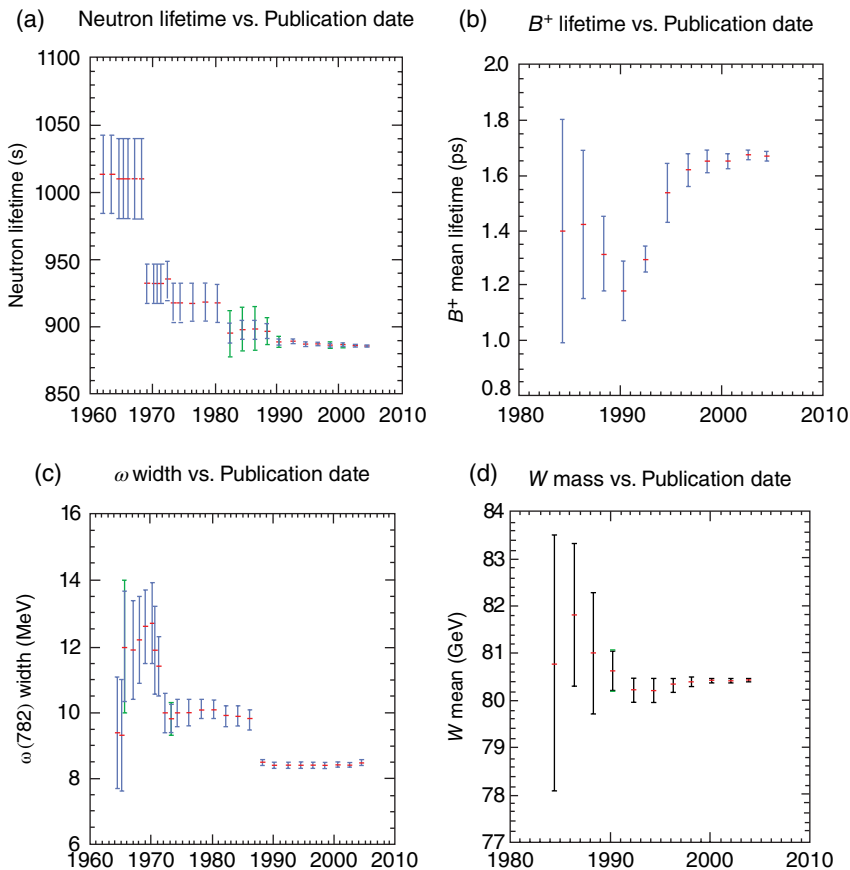 (a) Neutron lifetime vs. Publication date
Neutron lifetime (s)
1100
1050
1000
950
900
850
1960 1970 1980 1990 2000 2010
(b) B+ lifetime vs. Publication date
B+ mean lifetime (ps)
2.0
1.8
1.6
1.4
1.2
1.0
0.8
1980 1990 2000 2010
(c) ω width vs. Publication date
ω(782) width (MeV)
16
14
12
10
8
6
1960 1970 1980 1990 2000 2010
(d) W mass vs. Publication date
W mean (GeV)
84
83
82
81
80.4
79
78
77
1980 1990 2000 2010